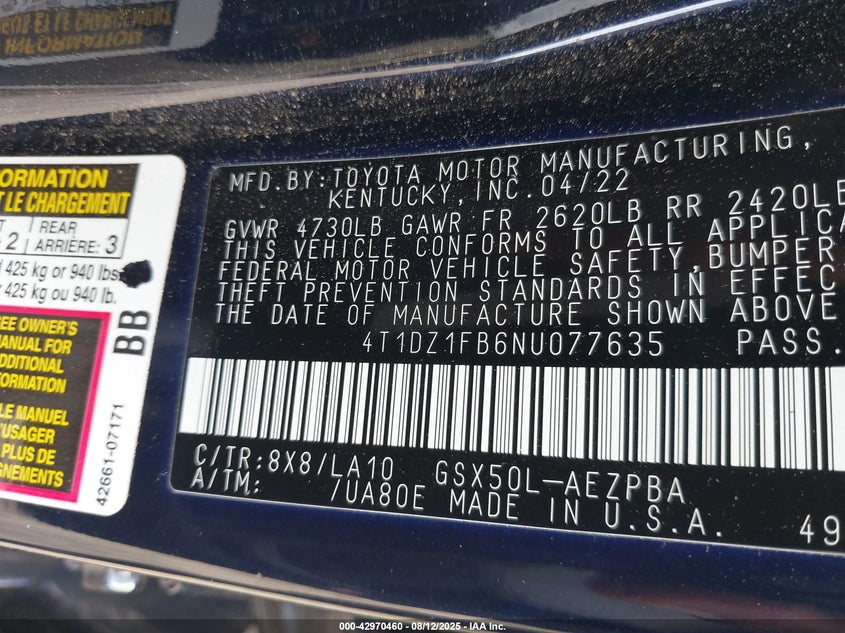 ORMATION
T LE CHARGEMENT
REAR
2 ARRIÈRE: 3
425 kg or 940 lbs
425 kg ou 940 lb.
BB
EE OWNER'S
MANUAL FOR
ADDITIONAL
FORMATION
LE MANUEL
'USAGER
PLUS DE
GNEMENTS
42661-07171
MFD.BY:TOYOTA MOTOR MANUFACTURING,
KENTUCKY,INC.04/22
GVWR 4730LB GAWR FR 2620LB RR 2420LB
THIS VEHICLE CONFORMS TO ALL APPLICA
FEDERAL MOTOR VEHICLE SAFETY,BUMPER
THEFT PREVENTION STANDARDS IN EFFEC
THE DATE OF MANUFACTURE SHOWN ABOVE
4T1DZ1FB6NU077635 PASS.
C/TR:8X8/LA10 GSX50L-AEZPBA
A/TM: /UA80E MADE IN U.S.A.
49
000-42970460 - 08/12/2025 - IAA Inc.